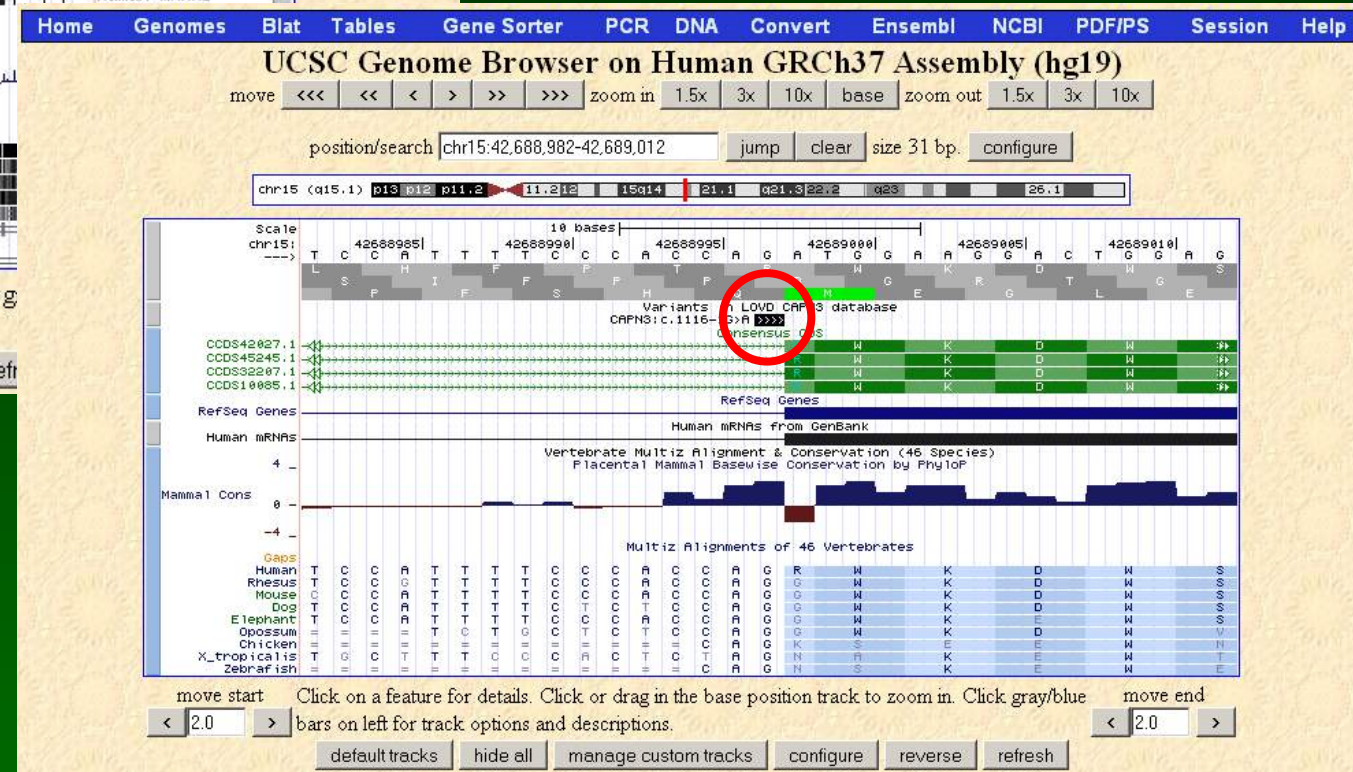 Home Genomes Blat Tables Gene Sorter PCR DNA Convert Ensembl NCBI PDF/PS Session Help
UCSC Genome Browser on Human GRCh37 Assembly (hg19)
move <<< << < > >> >>> zoom in 1.5x 3x 10x base zoom out 1.5x 3x 10x
position/search chr15:42,688,982-42,689,012 jump clear size 31 bp. configure
chr15 (q15.1) p13 p12 p11.2 11.2 12 15q14 21.1 q21.3 22.2 q23 26.1
Scale 10 bases
chr15: 42688985| 42688990| 42688995| 42689000| 42689005| 42689010|
---> T C C A T T T T C C C A C C A G A T G G A A G G A C T G G A G
L H F P T W K D W S
S I F P P G R T G
P F S H Q M E G L E
Variants in LOVD CAPN3 database
>>>>
Consensus CDS
CCDS42027.1 R W K D W
CCDS45245.1 R W K D W
CCDS32207.1 R W K D W
CCDS10085.1 W K D W
RefSeq Genes
RefSeq Genes
Human mRNAs from GenBank
Human mRNAs
Vertebrate Multiz Alignment & Conservation (46 Species)
Placental Mammal Basewise Conservation by PhyloP
4 _
Mammal Cons
0 -
-4 _
Multiz Alignments of 46 Vertebrates
Gaps
Human T C C A T T T T C C C A C C A G R W K D W S
Rhesus T C C G T T T T C C C A C C A G G W K D W S
Mouse C C C A T T T T C C C A C C A G G W K D W S
Dog T C C A T T T T C T C T C C A G G W K D W S
Elephant T C C A T T T T C C C A C C A G G W K E W S
Opossum = = = = T C T G C T C T C C A G G W K D W V
Chicken = = = = = = = = = = = = = C A G K S E E W N
X_tropicalis T G C T T T C C C A C T C T A G N A K E W T
Zebrafish = = = = = = = = = = = = = C A G N S K E W E
move start Click on a feature for details. Click or drag in the base position track to zoom in. Click gray/blue move end
< 2.0 > bars on left for track options and descriptions. < 2.0 >
default tracks hide all manage custom tracks configure reverse refresh